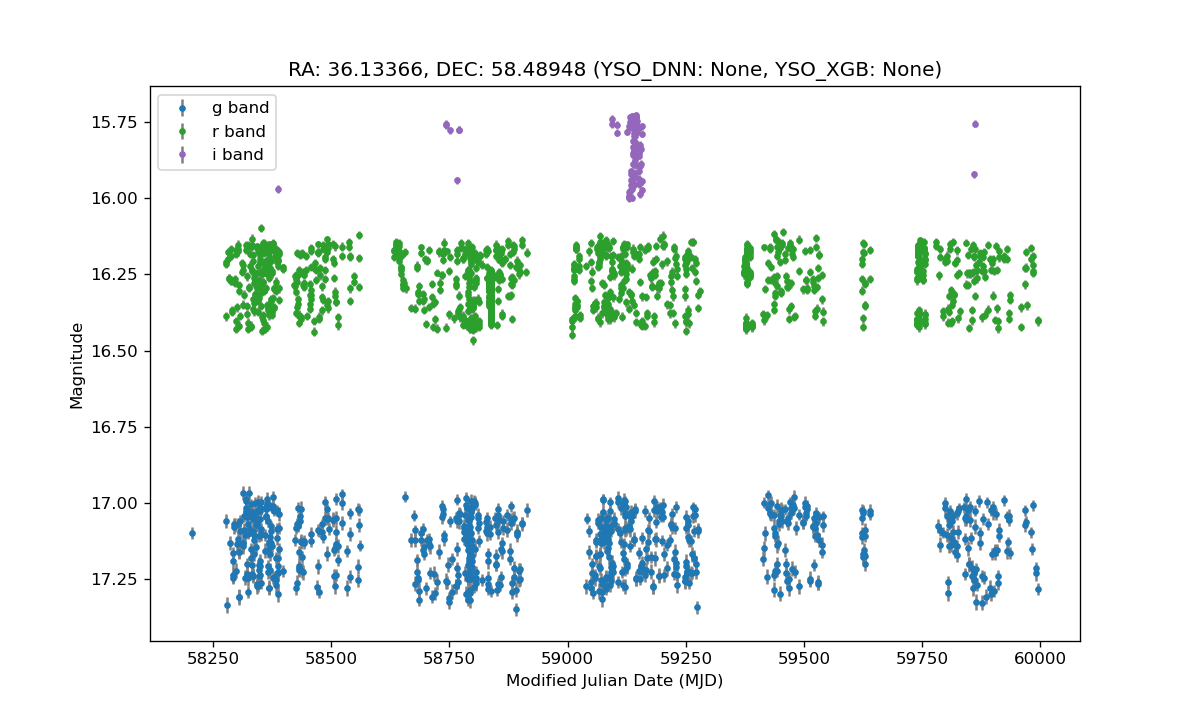 RA: 36.13366, DEC: 58.48948 (YSO_DNN: None, YSO_XGB: None)
g band
r band
i band
15.75
16.00
16.25
16.50
16.75
17.00
17.25
Magnitude
58250 58500 58750 59000 59250 59500 59750 60000
Modified Julian Date (MJD)